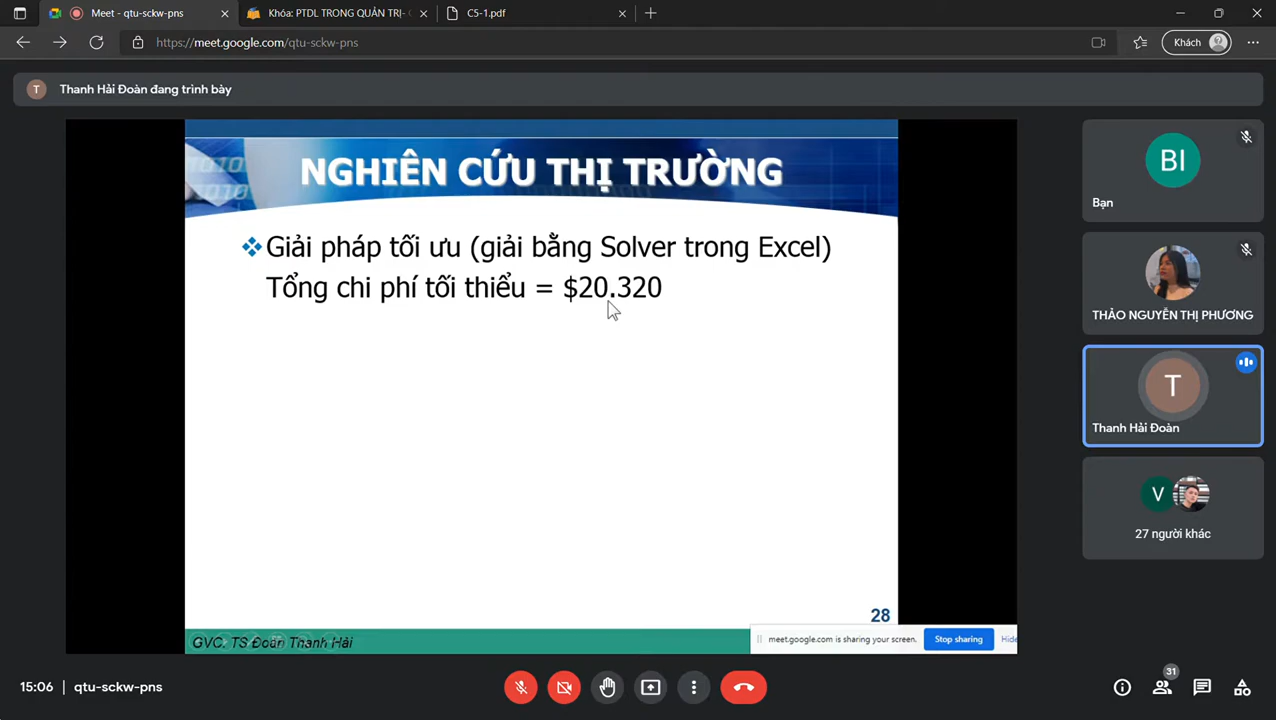 Meet - qtu-sckw-pns
Khóa: PTDL TRONG QUẢN TRỊ-
C5-1.pdf
https://meet.google.com/qtu-sckw-pns
Khách
T
Thanh Hải Đoàn đang trình bày
NGHIÊN CỨU THỊ TRƯỜNG
Giải pháp tối ưu (giải bằng Solver trong Excel)
Tổng chi phí tối thiểu = $20.320
28
GVC. TS Đoàn Thanh Hải
meet.google.com is sharing your screen.
Stop sharing
Hide
BI
Bạn
THẢO NGUYỄN THỊ PHƯƠNG
T
Thanh Hải Đoàn
V
27 người khác
15:06 | qtu-sckw-pns
31